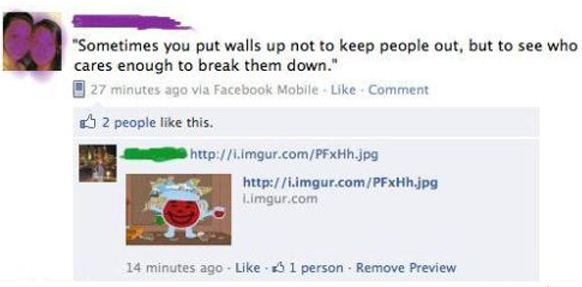 "Sometimes you put walls up not to keep people out, but to see who
cares enough to break them down."
27 minutes ago via Facebook Mobile · Like · Comment
2 people like this.
http://i.imgur.com/PFxHh.jpg
http://i.imgur.com/PFxHh.jpg
i.imgur.com
14 minutes ago · Like · 1 person · Remove Preview